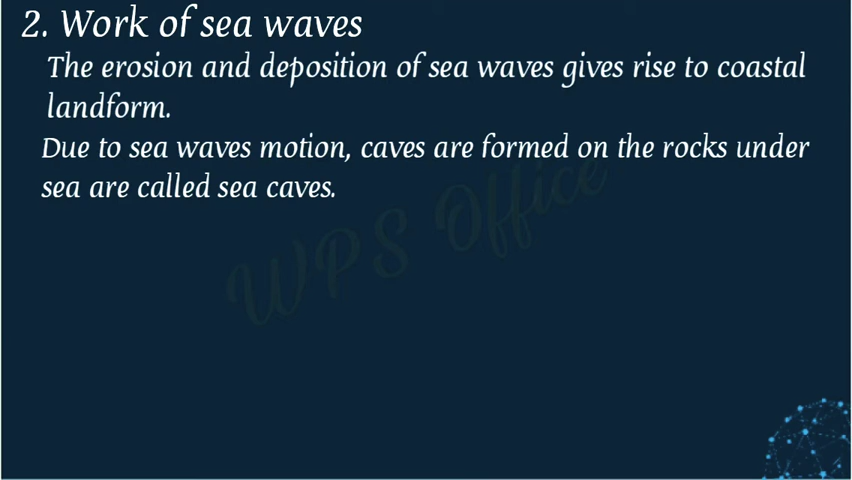 2. Work of sea waves
The erosion and deposition of sea waves gives rise to coastal
landform.
Due to sea waves motion, caves are formed on the rocks under
sea are called sea caves.
WPS Office